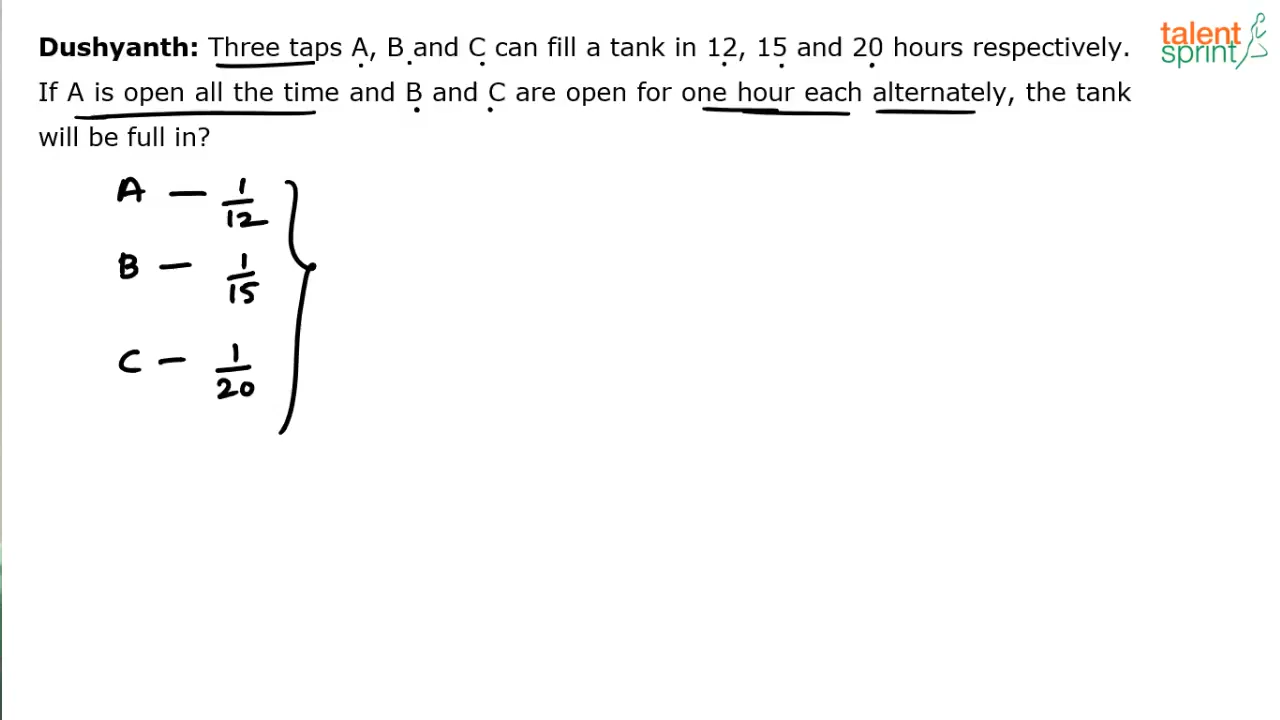 Dushyanth: Three taps A, B and C can fill a tank in 12, 15 and 20 hours respectively.
If A is open all the time and B and C are open for one hour each alternately, the tank
will be full in?
talent
sprint
A — 1/12
B — 1/15
C — 1/20